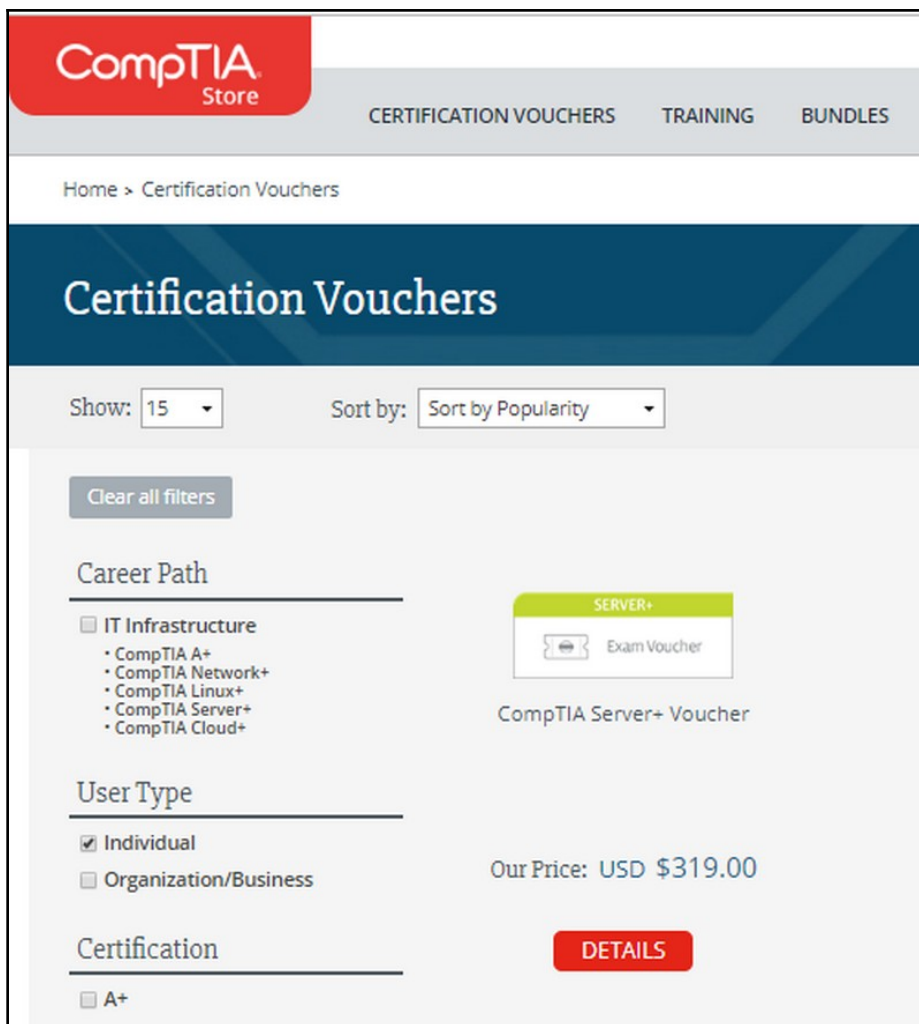 CompTIA.
Store
CERTIFICATION VOUCHERS TRAINING BUNDLES
Home > Certification Vouchers
Certification Vouchers
Show: 15 Sort by: Sort by Popularity
Clear all filters
Career Path
IT Infrastructure
• CompTIA A+
• CompTIA Network+
• CompTIA Linux+
• CompTIA Server+
• CompTIA Cloud+
User Type
Individual
Organization/Business
Certification
A+
SERVER+
Exam Voucher
CompTIA Server+ Voucher
Our Price: USD $319.00
DETAILS